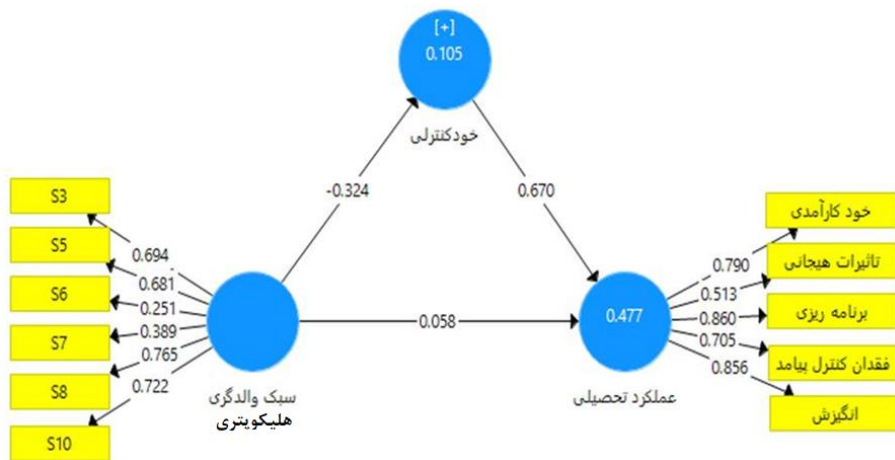 [+]
0.105
خودکنترلی
-0.324
0.670
S3
S5
S6
S7
S8
S10
0.694
0.681
0.251
0.389
0.765
0.722
سبک والدگری
هلیکوپتری
0.058
0.477
عملکرد تحصیلی
0.790
0.513
0.860
0.705
0.856
خود کارآمدی
تاثیرات هیجانی
برنامه ریزی
فقدان کنترل پیامد
انگیزش